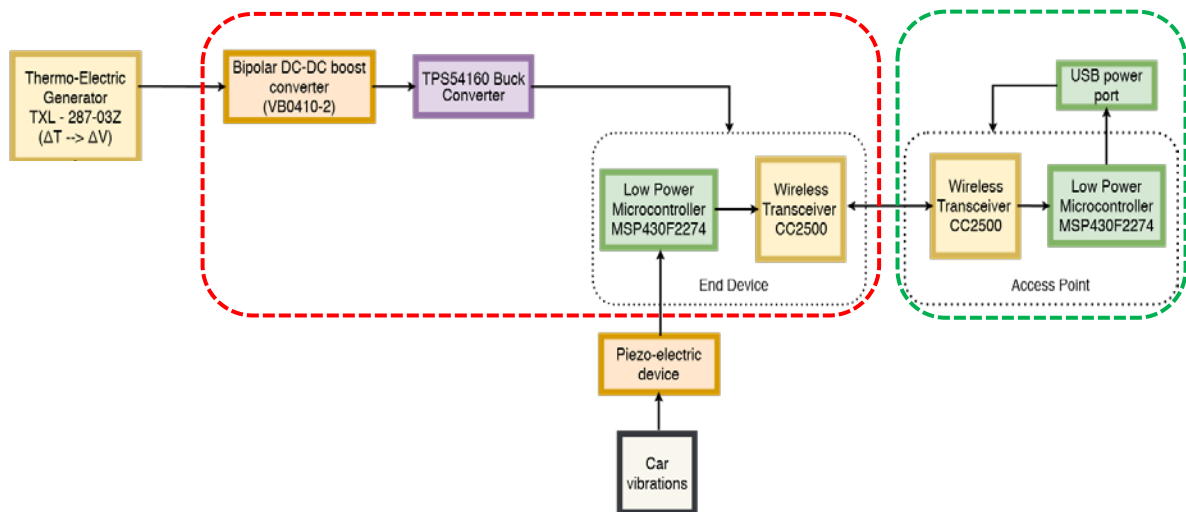 Thermo-Electric
Generator
TXL - 287-03Z
(ΔT --> ΔV)
Bipolar DC-DC boost
converter
(VB0410-2)
TPS54160 Buck
Converter
USB power
port
Low Power
Microcontroller
MSP430F2274
Wireless
Transceiver
CC2500
End Device
Wireless
Transceiver
CC2500
Low Power
Microcontroller
MSP430F2274
Access Point
Piezo-electric
device
Car
vibrations